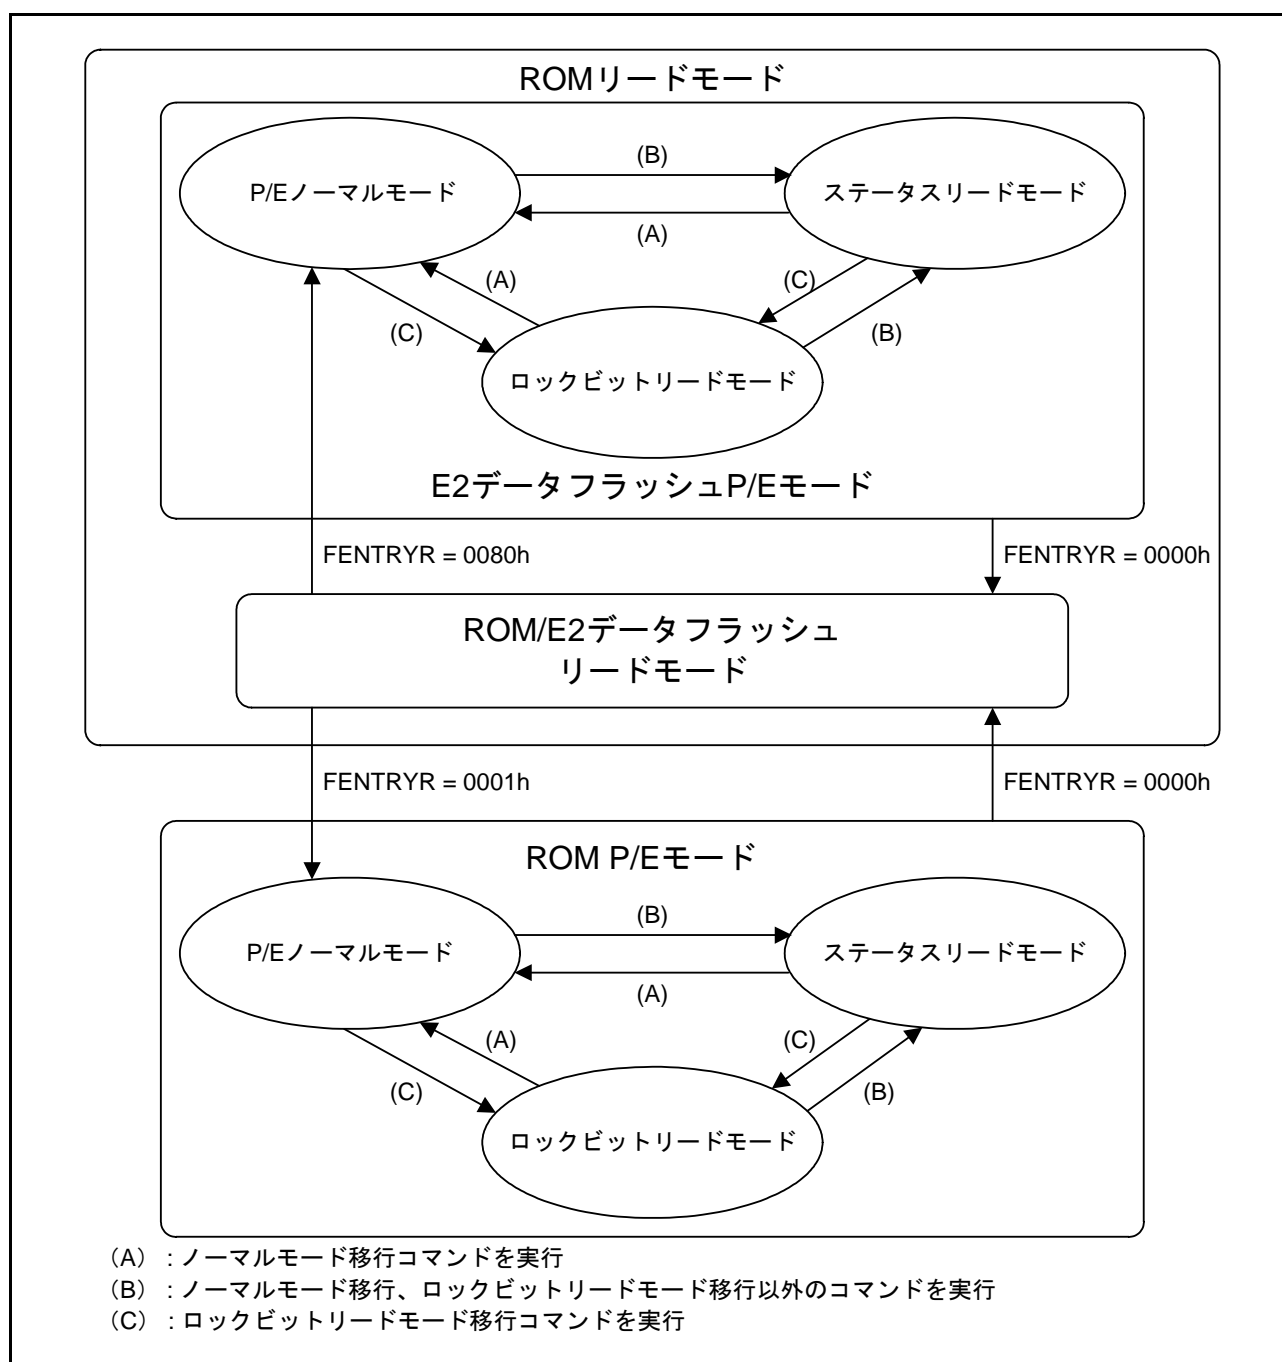 ROMリードモード
(B)
P/Eノーマルモード
ステータスリードモード
(A)
(A)
(C)
(C)
(B)
ロックビットリードモード
E2データフラッシュP/Eモード
FENTRYR = 0080h
FENTRYR = 0000h
ROM/E2データフラッシュ
リードモード
FENTRYR = 0001h
FENTRYR = 0000h
ROM P/Eモード
(B)
P/Eノーマルモード
ステータスリードモード
(A)
(A)
(C)
(C)
(B)
ロックビットリードモード
(A) : ノーマルモード移行コマンドを実行
(B) : ノーマルモード移行、ロックビットリードモード移行以外のコマンドを実行
(C) : ロックビットリードモード移行コマンドを実行